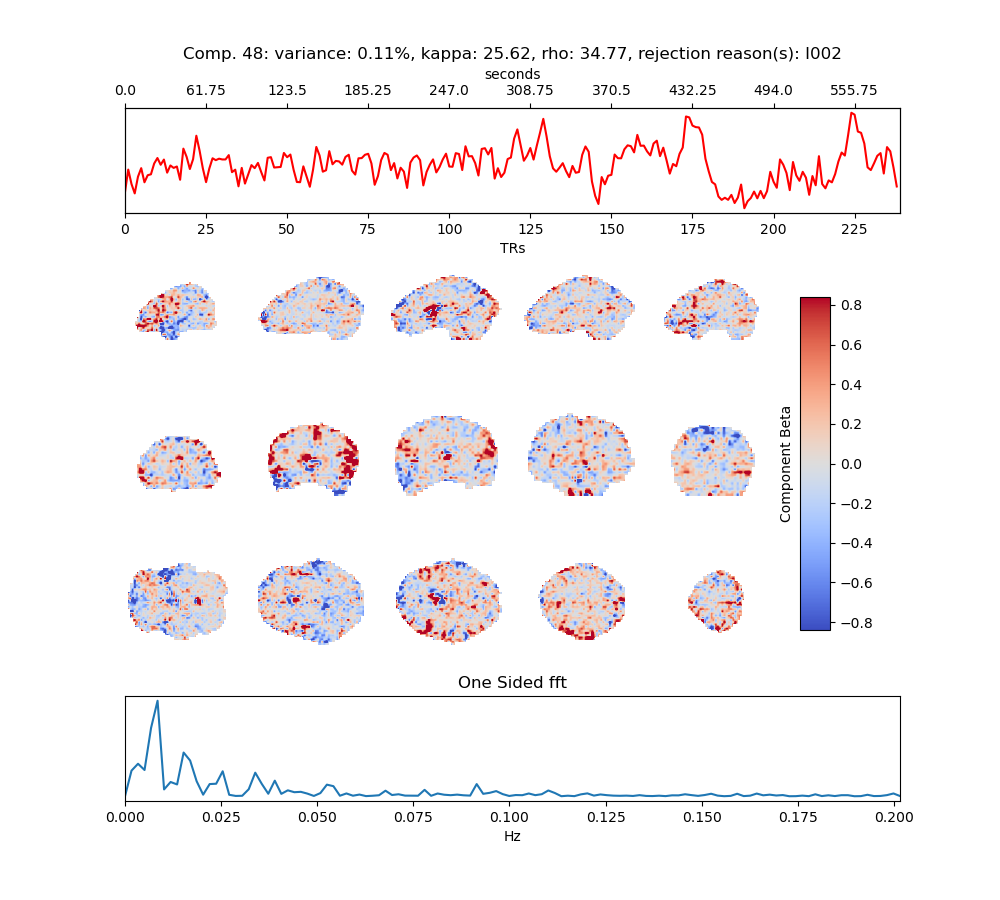 Comp. 48: variance: 0.11%, kappa: 25.62, rho: 34.77, rejection reason(s): I002
seconds
0.0 61.75 123.5 185.25 247.0 308.75 370.5 432.25 494.0 555.75
0 25 50 75 100 125 150 175 200 225
TRs
0.8
0.6
0.4
0.2
0.0
−0.2
−0.4
−0.6
−0.8
Component Beta
One Sided fft
0.000 0.025 0.050 0.075 0.100 0.125 0.150 0.175 0.200
Hz